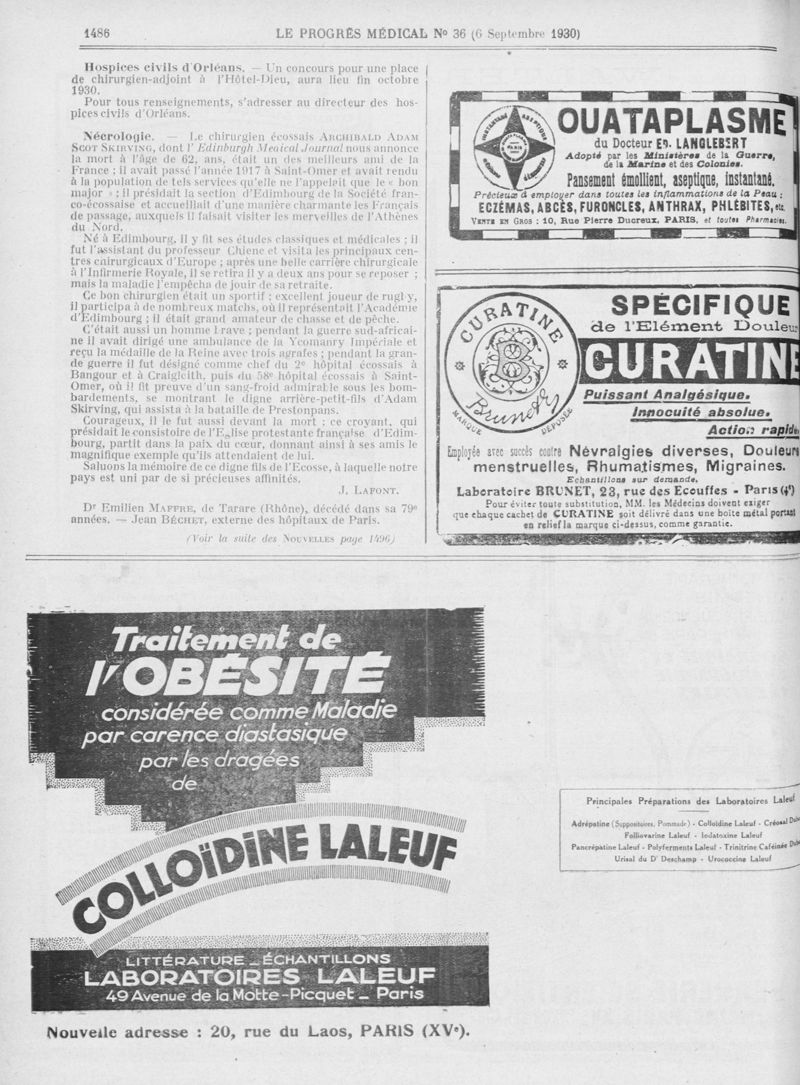 1486
LE PROGRÈS MÉDICAL Nº 36 (6 Septembre 1930)
Hospices civils d'Orléans. — Un concours pour une place
de chirurgien-adjoint à l'Hôtel-Dieu, aura lieu fin octobre
1930.
Pour tous renseignements, s'adresser au directeur des hos-
pices civils d'Orléans.
Nécrologie. — Le chirurgien écossais ARCHIBALD ADAM
SCOT SKIRVING, dont l'Edinburgh Medical Journal nous annonce
la mort à l'âge de 62, ans, était un des meilleurs ami de la
France ; il avait passé l'année 1917 à Saint-Omer et avait rendu
à la population de tels services qu'elle ne l'appelait que le « bon
major » ; il présidait la section d'Edimbourg de la Société fran-
co-écossaise et accueillait d'une manière charmante les Français
de passage, auxquels il faisait visiter les merveilles de l'Athènes
du Nord.
Né à Edimbourg, il y fit ses études classiques et médicales ; il
fut l'assistant du professeur Chiene et visita les principaux cen-
tres chirurgicaux d'Europe ; après une belle carrière chirurgicale
à l'Infirmerie Royale, il se retira il y a deux ans pour se reposer ;
mais la maladie l'empêcha de jouir de sa retraite.
Ce bon chirurgien était un sportif ; excellent joueur de rugby,
il participa à de nombreux matchs, où il représentait l'Académie
d'Edimbourg ; il était grand amateur de chasse et de pêche.
C'était aussi un homme brave ; pendant la guerre sud-africai-
ne il avait dirigé une ambulance de la Yeomanry Impériale et
reçu la médaille de la Reine avec trois agrafes ; pendant la gran-
de guerre il fut désigné comme chef du 2e hôpital écossais à
Bangour et à Craigleith, puis du 58e hôpital écossais à Saint-
Omer, où il fit preuve d'un sang-froid admirable sous les bom-
bardements, se montrant le digne arrière-petit-fils d'Adam
Skirving, qui assista à la bataille de Prestonpans.
Courageux, il le fut aussi devant la mort ; ce croyant, qui
présidait le consistoire de l'Eglise protestante française d'Edim-
bourg, partit dans la paix du cœur, donnant ainsi à ses amis le
magnifique exemple qu'ils attendaient de lui.
Saluons la mémoire de ce digne fils de l'Ecosse, à laquelle notre
pays est uni par de si précieuses affinités.
J. LAFONT.
Dr Emilien MAFFRE, de Tarare (Rhône), décédé dans sa 79e
années. — Jean BÉCHET, externe des hôpitaux de Paris.
(Voir la suite des NOUVELLES page 1496)
INSTANTANÉ
ASEPTIQUE
PARIS
OUATAPLASME
du Docteur ED. LANGLEBERT
Adopté par les Ministères de la Guerre,
de la Marine et des Colonies.
Pansement émollient, aseptique, instantané.
Précieux à employer dans toutes les inflammations de la Peau :
ECZÉMAS, ABCÈS, FURONCLES, ANTHRAX, PHLÉBITES, etc.
VENTE EN GROS : 10, Rue Pierre Ducreux, PARIS, et toutes Pharmacies.
CURATINE
B
Brunet
MARQUE DÉPOSÉE
SPÉCIFIQUE
de l'Elément Douleur
CURATINE
Puissant Analgésique.
Innocuité absolue.
Action rapide
Employée avec succès contre Névralgies diverses, Douleurs
menstruelles, Rhumatismes, Migraines.
Echantillons sur demande.
Laboratoire BRUNET, 23, rue des Ecouffes - Paris (4e)
Pour éviter toute substitution, MM. les Médecins doivent exiger
que chaque cachet de CURATINE soit délivré dans une boîte métal portant
en relief la marque ci-dessus, comme garantie.
Traitement de
l'OBÉSITÉ
considérée comme Maladie
par carence diastasique
par les dragées
de
COLLOÏDINE LALEUF
LITTÉRATURE _ ÉCHANTILLONS
LABORATOIRES LALEUF
49 Avenue de la Motte-Picquet _ Paris
Nouvelle adresse : 20, rue du Laos, PARIS (XVe).
Principales Préparations des Laboratoires Laleuf
Adrépatine (Suppositoires, Pommade) - Colloïdine Laleuf - Créosal Dubo
Folliovarine Laleuf - Iodatoxine Laleuf
Pancrépatine Laleuf - Polyferments Laleuf - Trinitrine Caféinée Dubo
Urisal du Dr Deschamp - Urococcine Laleuf